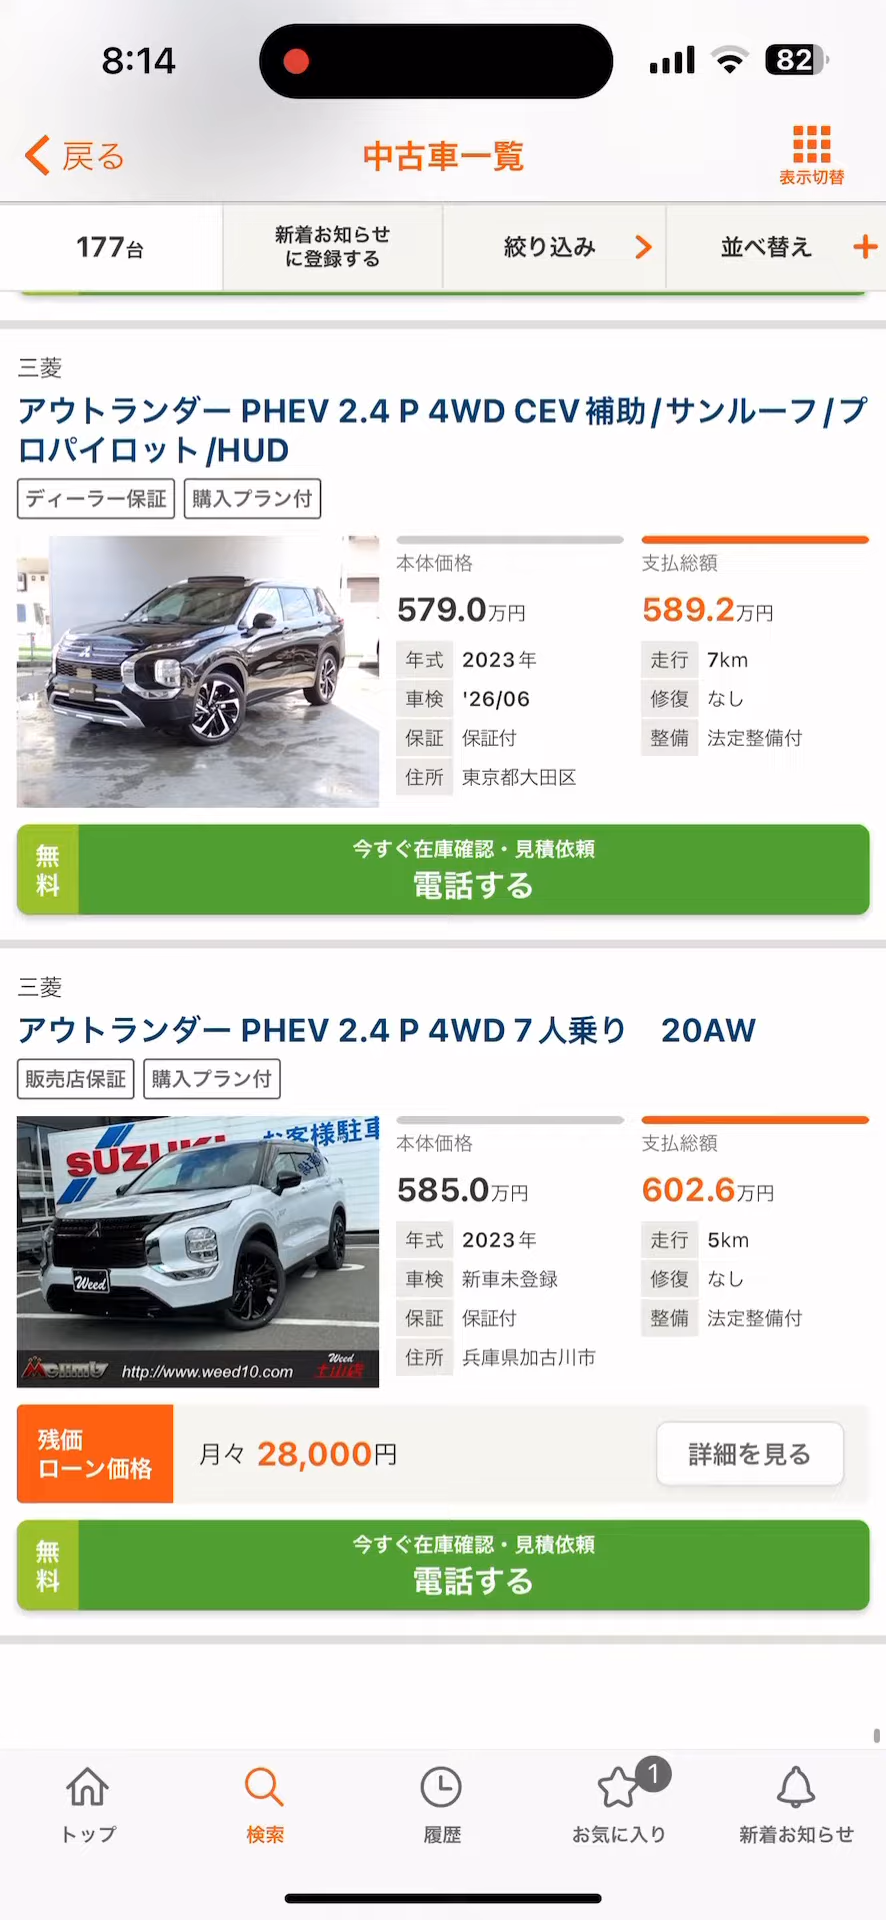 8:14
82
戻る
中古車一覧
表示切替
177台
新着お知らせ
に登録する
絞り込み
並べ替え
三菱
アウトランダー PHEV 2.4 P 4WD CEV補助/サンルーフ/プ
ロパイロット/HUD
ディーラー保証
購入プラン付
本体価格
支払総額
579.0万円
589.2万円
年式 2023年
走行 7km
車検 '26/06
修復 なし
保証 保証付
整備 法定整備付
住所 東京都大田区
無料
今すぐ在庫確認・見積依頼
電話する
三菱
アウトランダー PHEV 2.4 P 4WD 7人乗り　20AW
販売店保証
購入プラン付
SUZUKI
お客様駐車
Weed
http://www.weed10.com
Weed
土山店
本体価格
支払総額
585.0万円
602.6万円
年式 2023年
走行 5km
車検 新車未登録
修復 なし
保証 保証付
整備 法定整備付
住所 兵庫県加古川市
残価
ローン価格
月々 28,000円
詳細を見る
無料
今すぐ在庫確認・見積依頼
電話する
1
トップ
検索
履歴
お気に入り
新着お知らせ